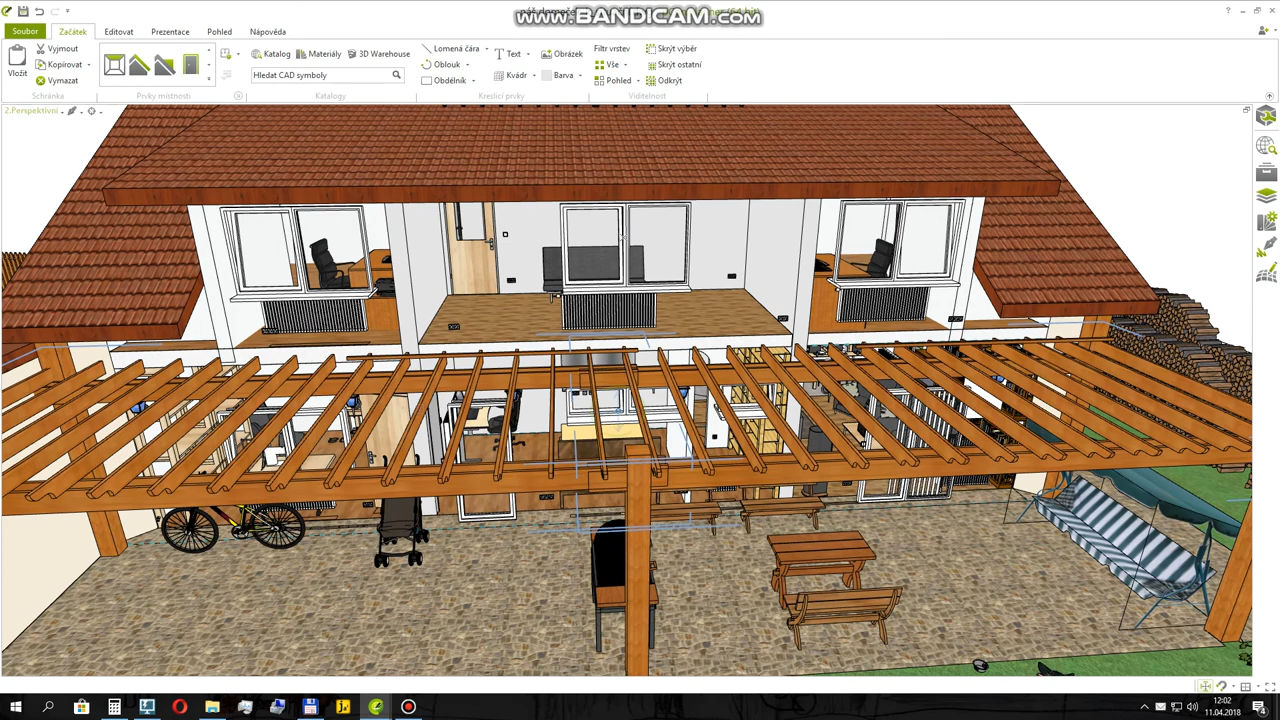 www.BANDICAM.com
Soubor Začátek Editovat Prezentace Pohled Nápověda
Vložit
Vyjmout
Kopírovat
Vymazat
Schránka
Prvky místnosti
Katalog Materiály 3D Warehouse
Hledat CAD symboly
Katalogy
Lomená čára
Oblouk
Obdélník
Text
Kvádr
Obrázek
Barva
Kreslicí prvky
Filtr vrstev
Vše
Pohled
Skrýt výběr
Skrýt ostatní
Odkrýt
Viditelnost
2.Perspektivní
12:02
11.04.2018
4